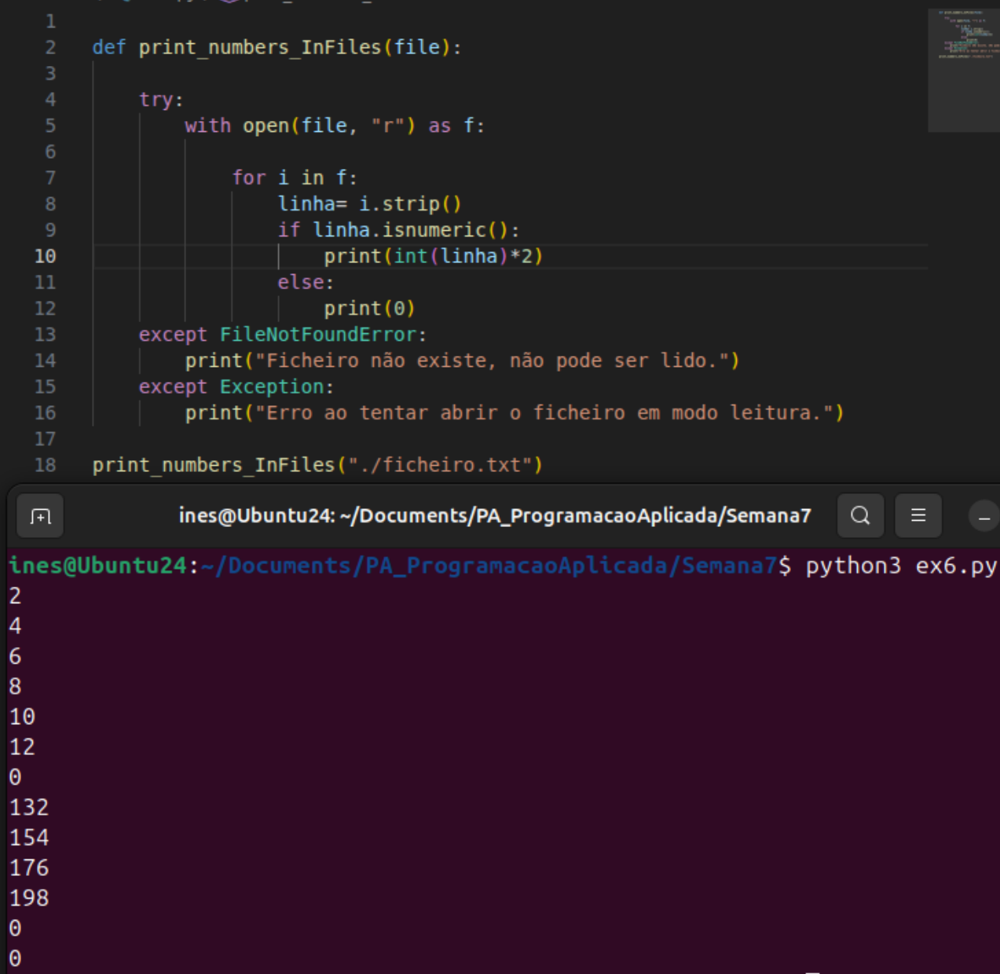 1
2 def print_numbers_InFiles(file):
3
4 try:
5 with open(file, "r") as f:
6
7 for i in f:
8 linha= i.strip()
9 if linha.isnumeric():
10 print(int(linha)*2)
11 else:
12 print(0)
13 except FileNotFoundError:
14 print("Ficheiro não existe, não pode ser lido.")
15 except Exception:
16 print("Erro ao tentar abrir o ficheiro em modo leitura.")
17
18 print_numbers_InFiles("./ficheiro.txt")
ines@Ubuntu24: ~/Documents/PA_ProgramacaoAplicada/Semana7
ines@Ubuntu24:~/Documents/PA_ProgramacaoAplicada/Semana7$ python3 ex6.py
2
4
6
8
10
12
0
132
154
176
198
0
0